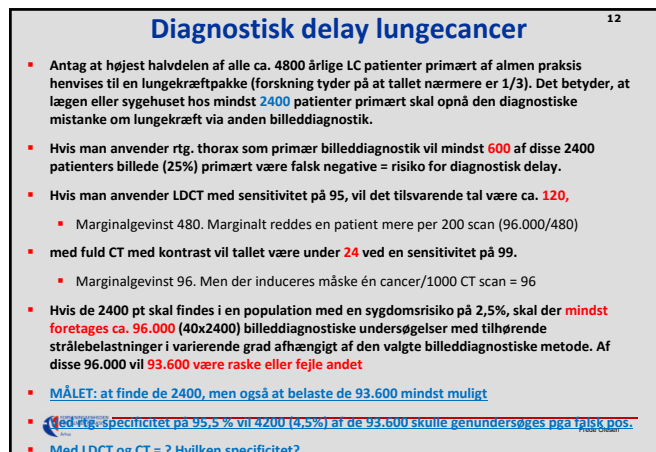 Diagnostisk delay lungecancer
12
▪ Antag at højest halvdelen af alle ca. 4800 årlige LC patienter primært af almen praksis
henvises til en lungekræftpakke (forskning tyder på at tallet nærmere er 1/3). Det betyder, at
lægen eller sygehuset hos mindst 2400 patienter primært skal opnå den diagnostiske
mistanke om lungekræft via anden billeddiagnostik.
▪ Hvis man anvender rtg. thorax som primær billeddiagnostik vil mindst 600 af disse 2400
patienters billede (25%) primært være falsk negative = risiko for diagnostisk delay.
▪ Hvis man anvender LDCT med sensitivitet på 95, vil det tilsvarende tal være ca. 120,
▪ Marginalgevinst 480. Marginalt reddes en patient mere per 200 scan (96.000/480)
▪ med fuld CT med kontrast vil tallet være under 24 ved en sensitivitet på 99.
▪ Marginalgevinst 96. Men der induceres måske én cancer/1000 CT scan = 96
▪ Hvis de 2400 pt skal findes i en population med en sygdomsrisiko på 2,5%, skal der mindst
foretages ca. 96.000 (40x2400) billeddiagnostiske undersøgelser med tilhørende
strålebelastninger i varierende grad afhængigt af den valgte billeddiagnostiske metode. Af
disse 96.000 vil 93.600 være raske eller fejle andet
▪ MÅLET: at finde de 2400, men også at belaste de 93.600 mindst muligt
▪ Ved rtg. specificitet på 95,5 % vil 4200 (4,5%) af de 93.600 skulle genundersøges pga falsk pos.
Frede Olesen
▪ Med LDCT og CT = ? Hvilken specificitet?